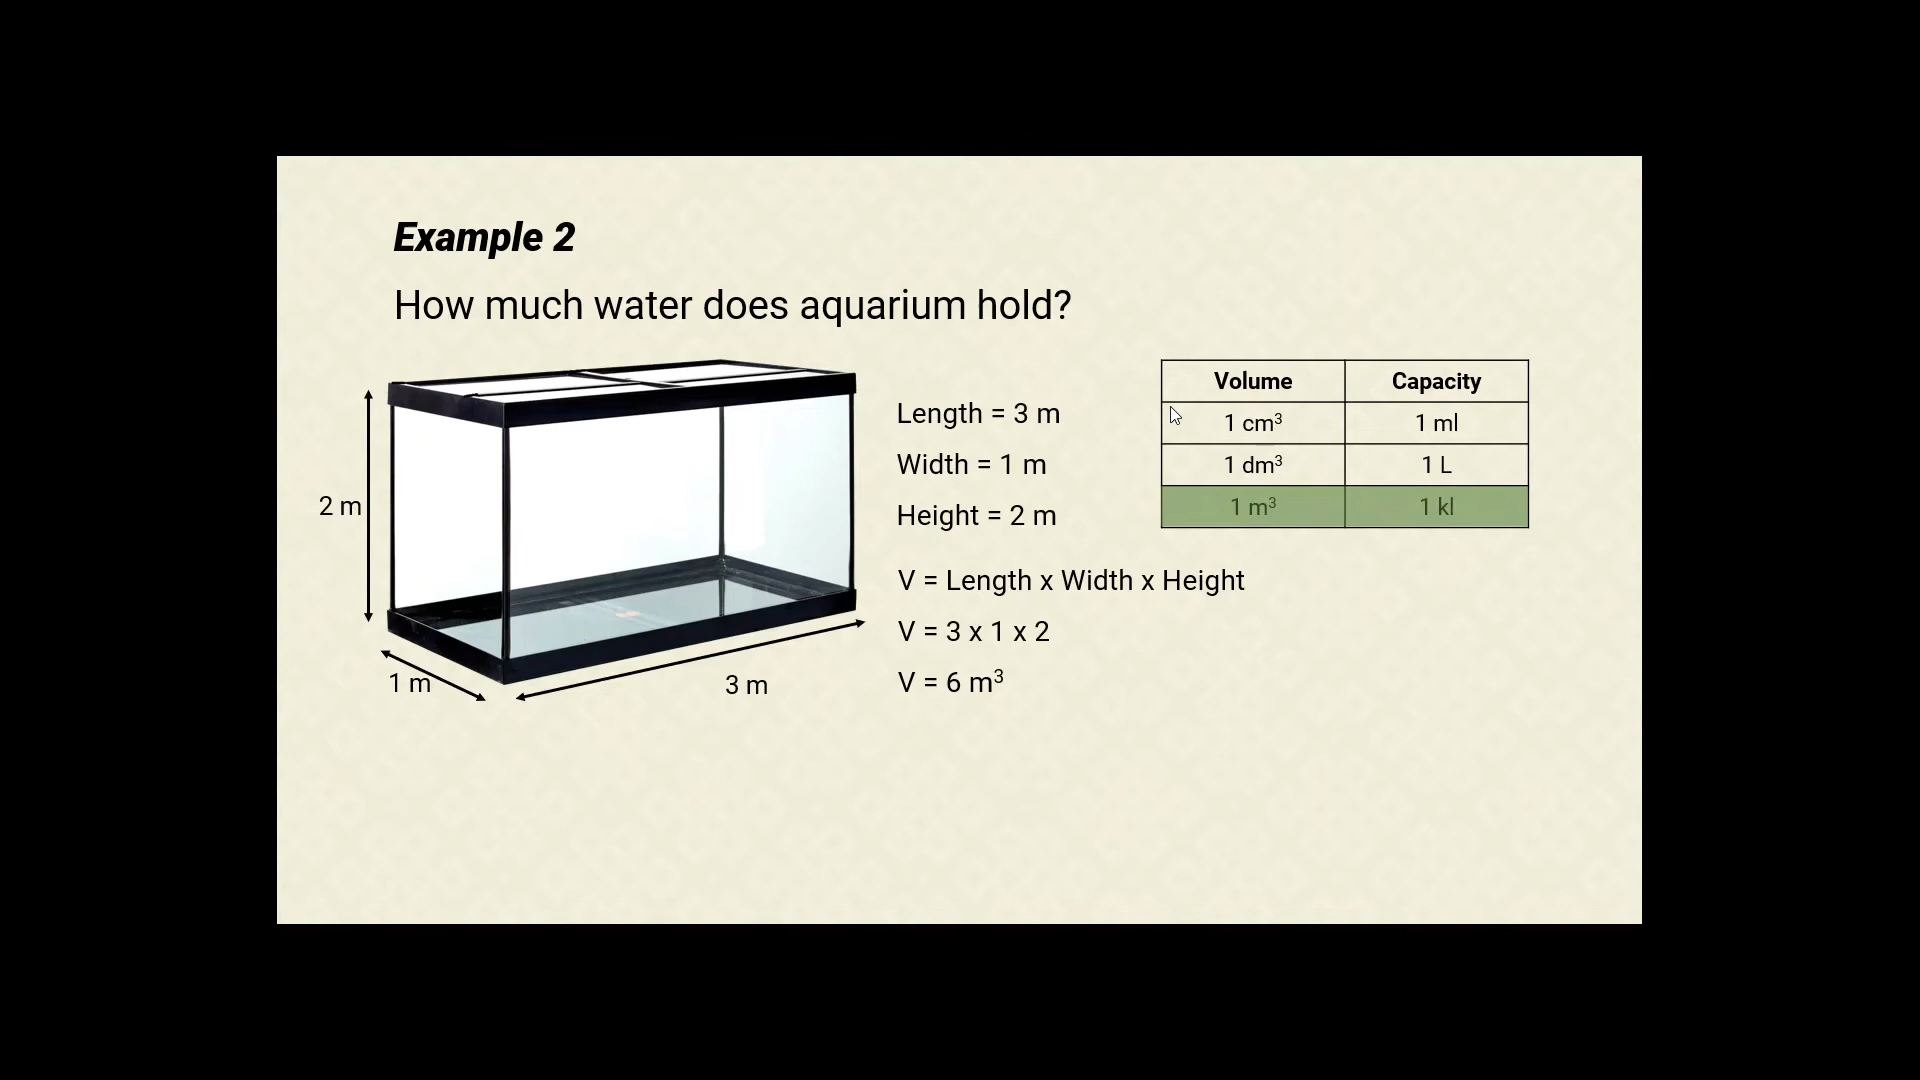 Example 2
How much water does aquarium hold?
2 m
1 m
3 m
Length = 3 m
Width = 1 m
Height = 2 m
V = Length x Width x Height
V = 3 x 1 x 2
V = 6 m³
Volume Capacity
1 cm³ 1 ml
1 dm³ 1 L
1 m³ 1 kl